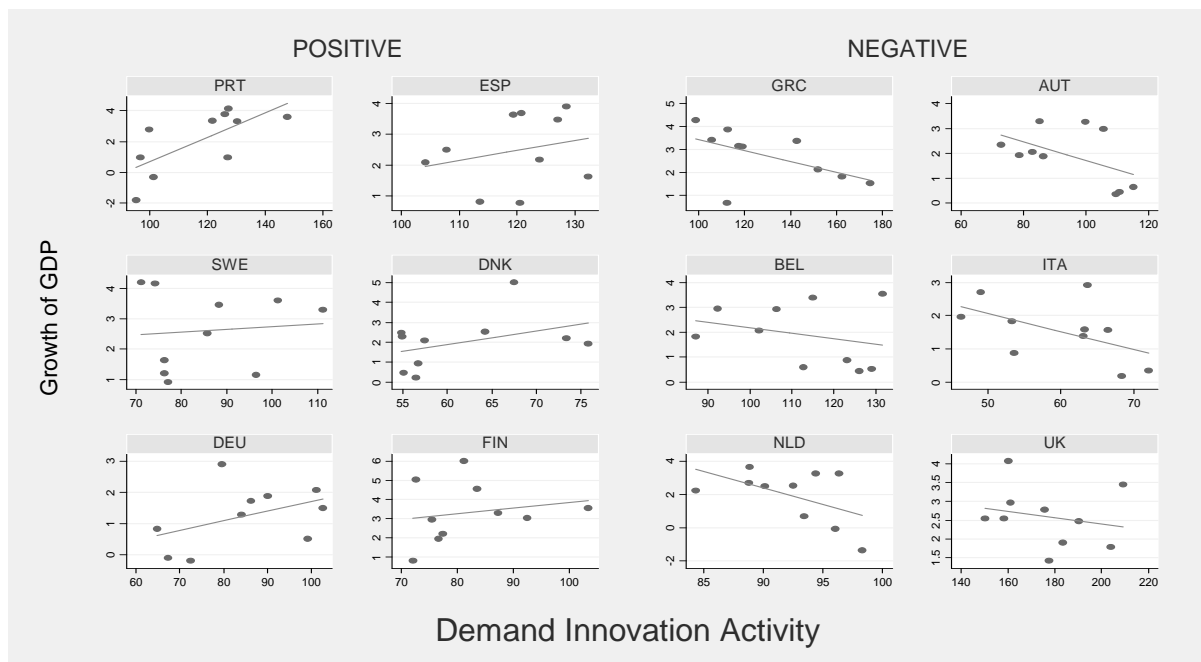 POSITIVE
NEGATIVE
PRT
ESP
GRC
AUT
-2 0 2 4
100 120 140 160
1 2 3 4
100 110 120 130
0 1 2 3 4 5
100 120 140 160 180
0 1 2 3 4
60 80 100 120
SWE
DNK
BEL
ITA
1 2 3 4
70 80 90 100 110
0 1 2 3 4 5
55 60 65 70 75
0 1 2 3 4
90 100 110 120 130
0 1 2 3
50 60 70
DEU
FIN
NLD
UK
0 1 2 3
60 70 80 90 100
1 2 3 4 5 6
70 80 90 100
-2 0 2 4
85 90 95 100
1.5 2 2.5 3 3.5 4
140 160 180 200 220
Growth of GDP
Demand Innovation Activity